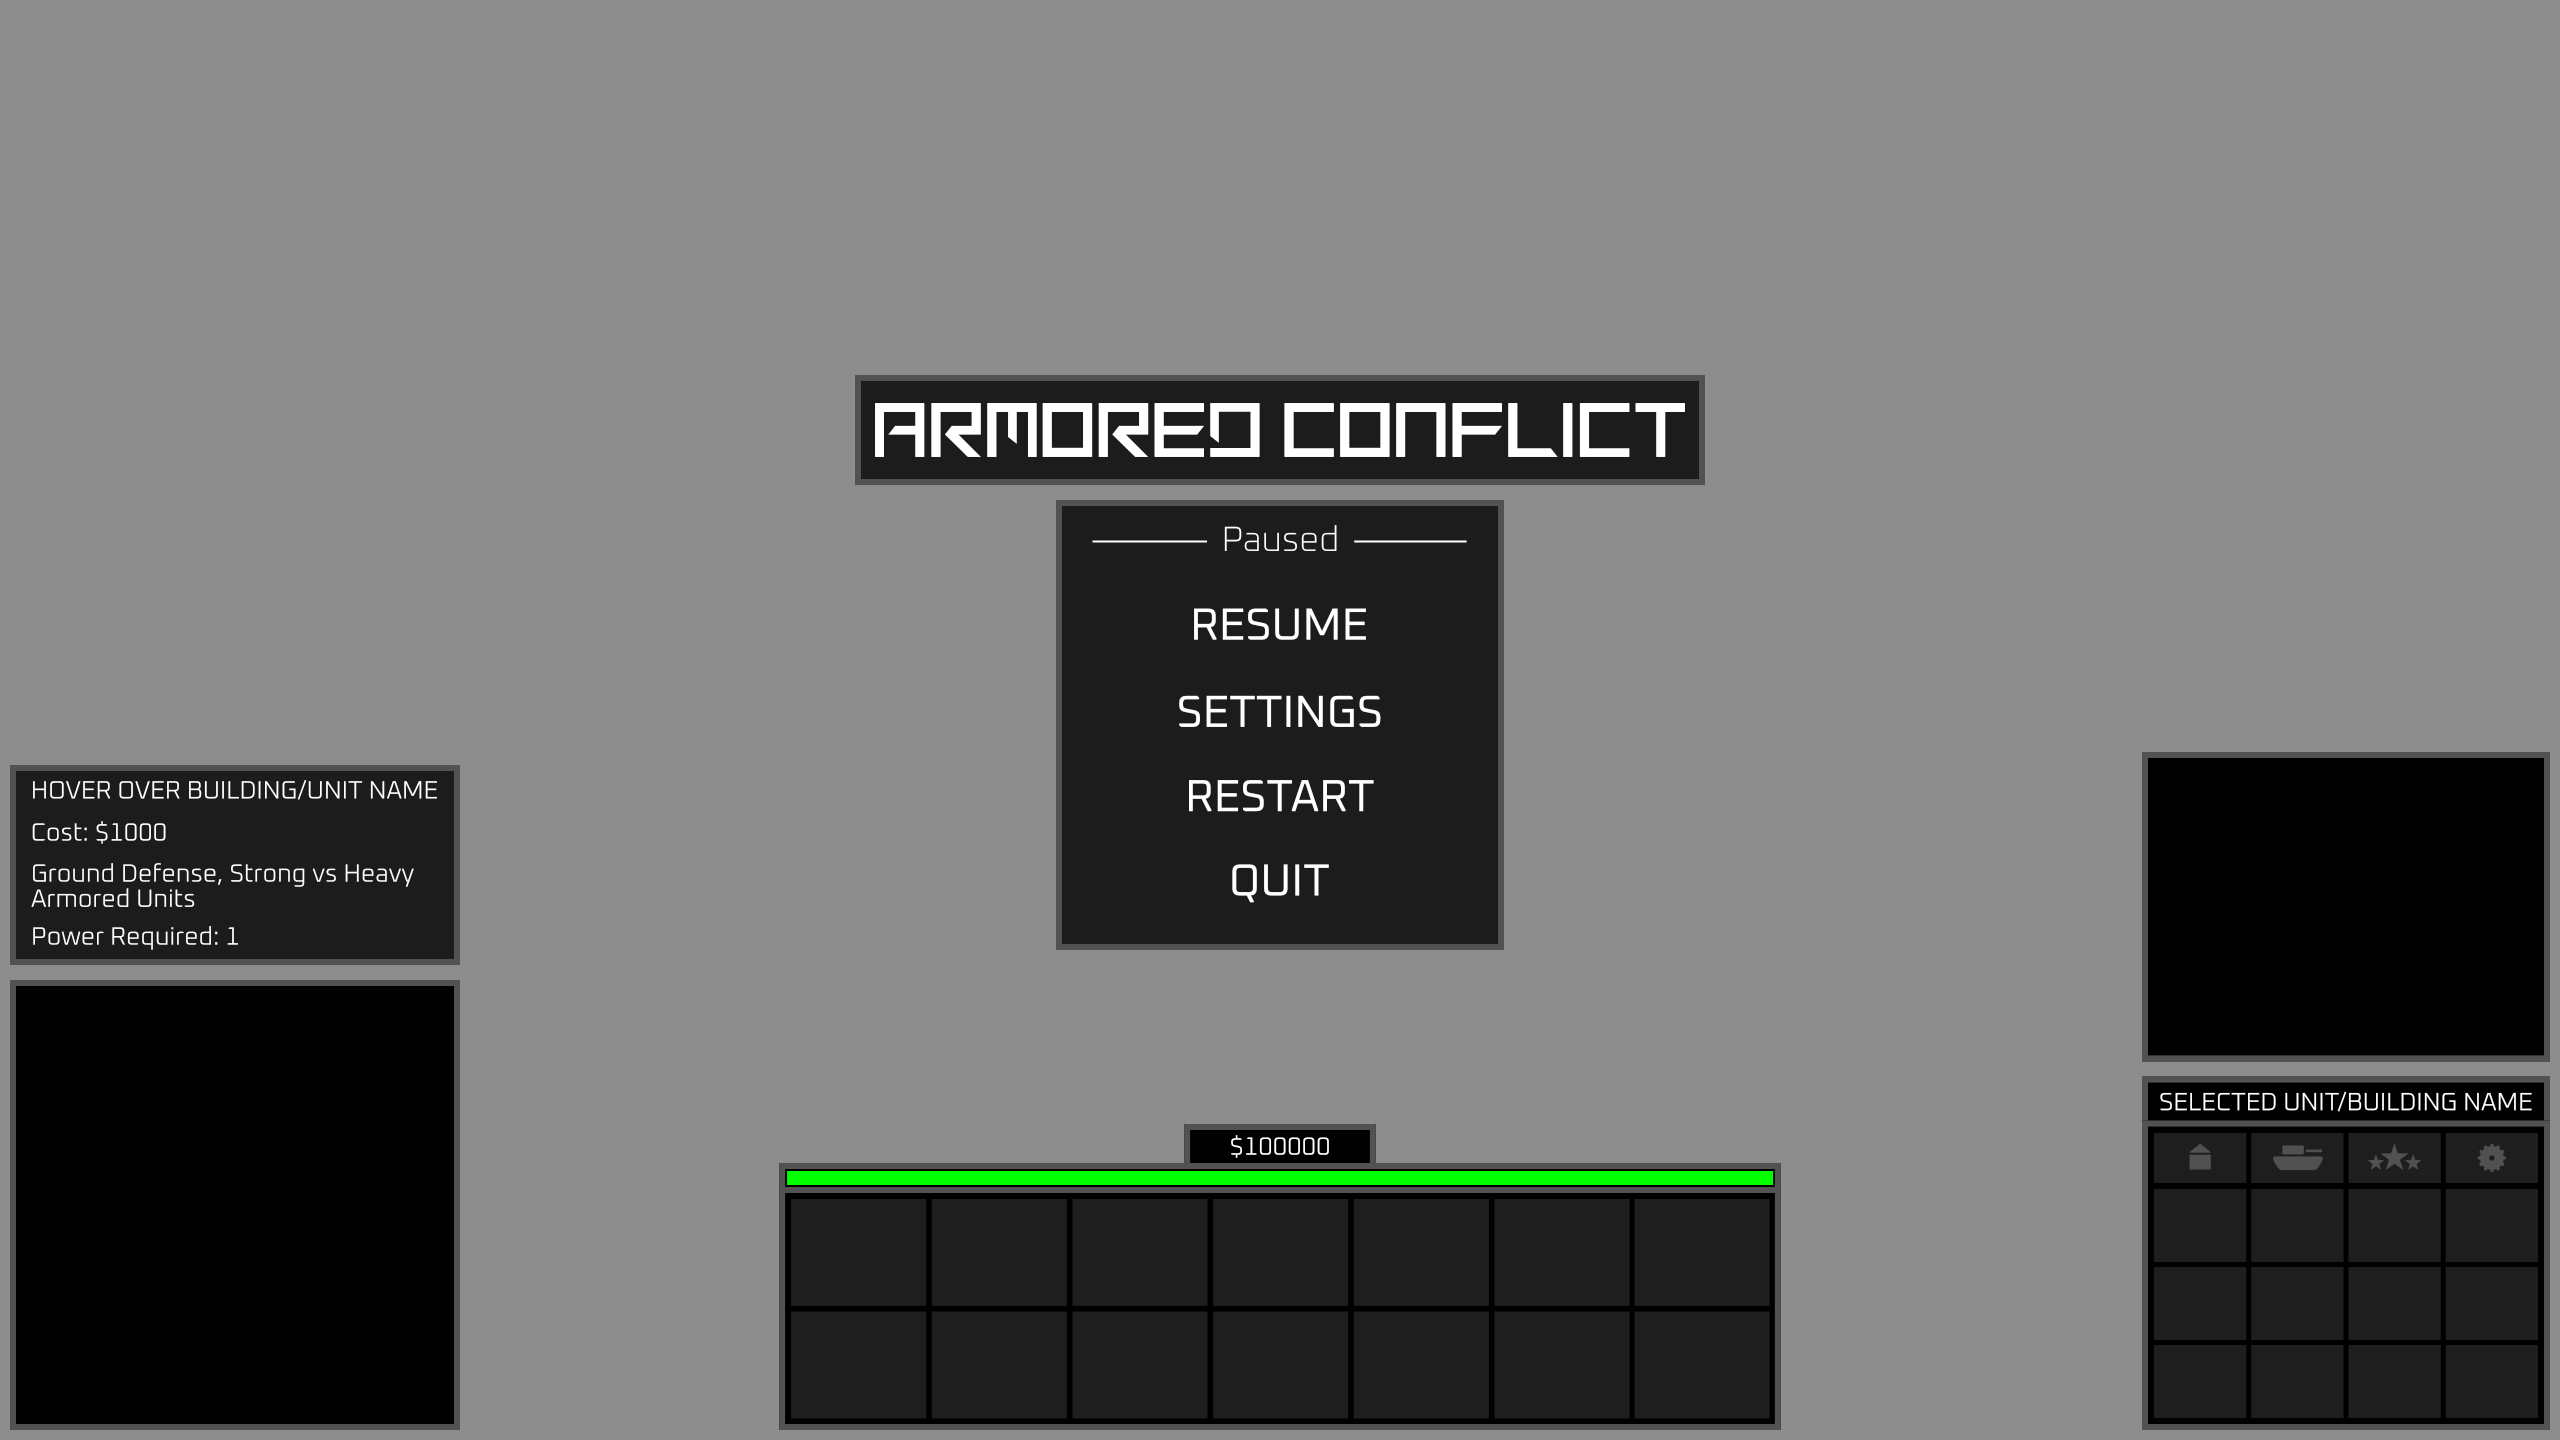 ARMORED CONFLICT
Paused
RESUME
SETTINGS
RESTART
QUIT
HOVER OVER BUILDING/UNIT NAME
Cost: $1000
Ground Defense, Strong vs Heavy
Armored Units
Power Required: 1
$100000
SELECTED UNIT/BUILDING NAME